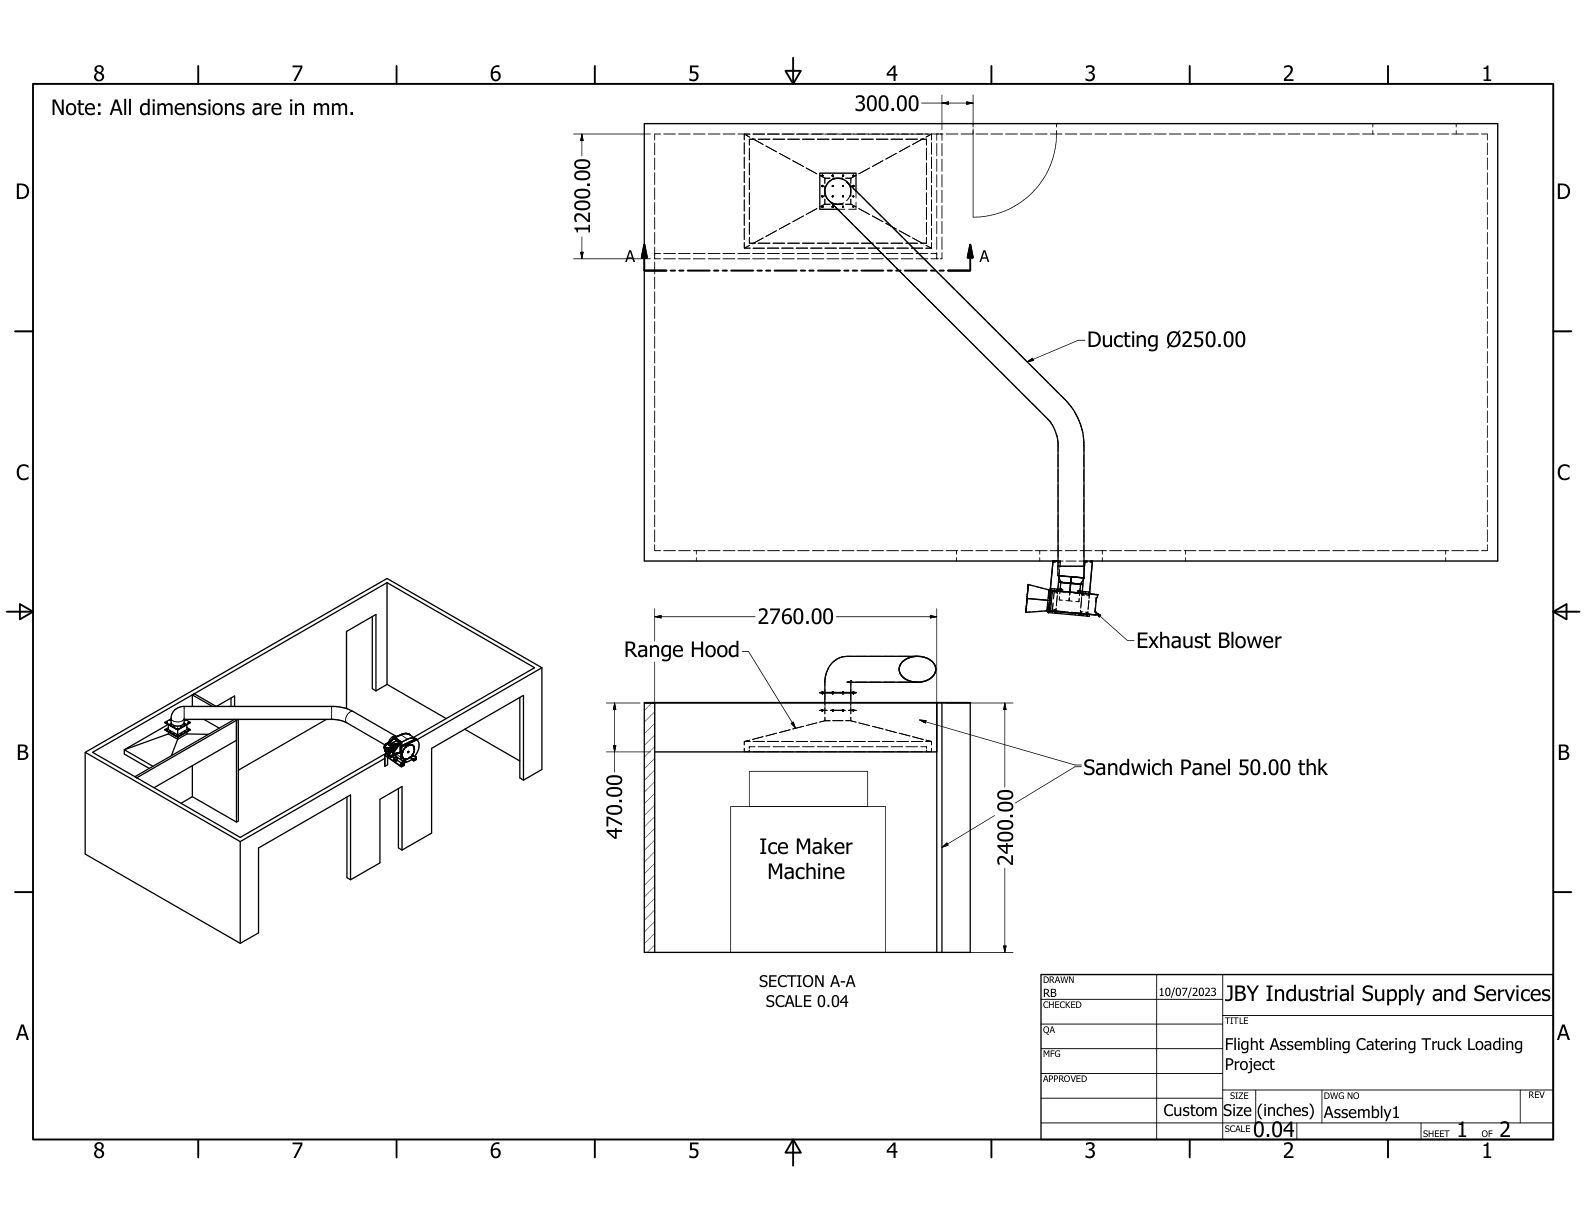 8 7 6 5 4 3 2 1
Note: All dimensions are in mm.
300.00
D
D
1200.00
A
A
Ducting Ø250.00
C
C
Exhaust Blower
2760.00
Range Hood
B
B
Sandwich Panel 50.00 thk
470.00
2400.00
Ice Maker
Machine
SECTION A-A
SCALE 0.04
A
A
DRAWN
RB
10/07/2023
JBY Industrial Supply and Services
CHECKED
TITLE
QA
Flight Assembling Catering Truck Loading
Project
MFG
APPROVED
SIZE
DWG NO
REV
Custom Size (inches)
Assembly1
SCALE 0.04
SHEET 1 OF 2
8 7 6 5 4 3 2 1